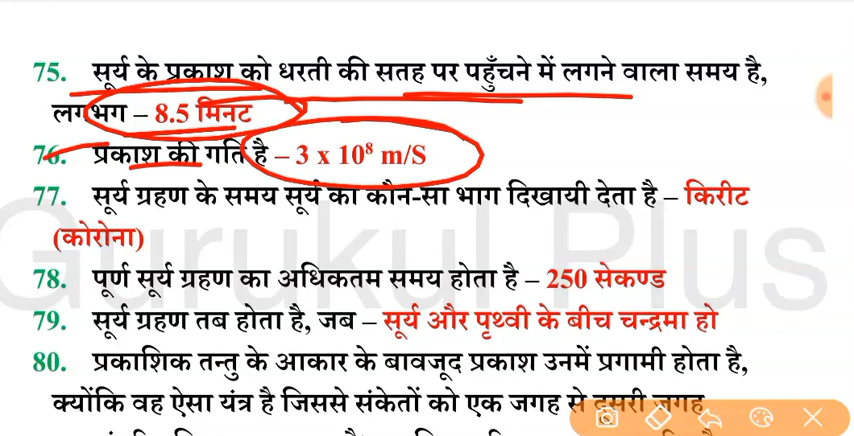 75. सूर्य के प्रकाश को धरती की सतह पर पहुँचने में लगने वाला समय है,
लगभग – 8.5 मिनट
76. प्रकाश की गति है – 3 x 10⁸ m/S
77. सूर्य ग्रहण के समय सूर्य का कौन-सा भाग दिखायी देता है – किरीट
(कोरोना)
78. पूर्ण सूर्य ग्रहण का अधिकतम समय होता है – 250 सेकण्ड
79. सूर्य ग्रहण तब होता है, जब – सूर्य और पृथ्वी के बीच चन्द्रमा हो
80. प्रकाशिक तन्तु के आकार के बावजूद प्रकाश उनमें प्रगामी होता है,
क्योंकि वह ऐसा यंत्र है जिससे संकेतों को एक जगह से दूसरी जगह
Gurukul Plus